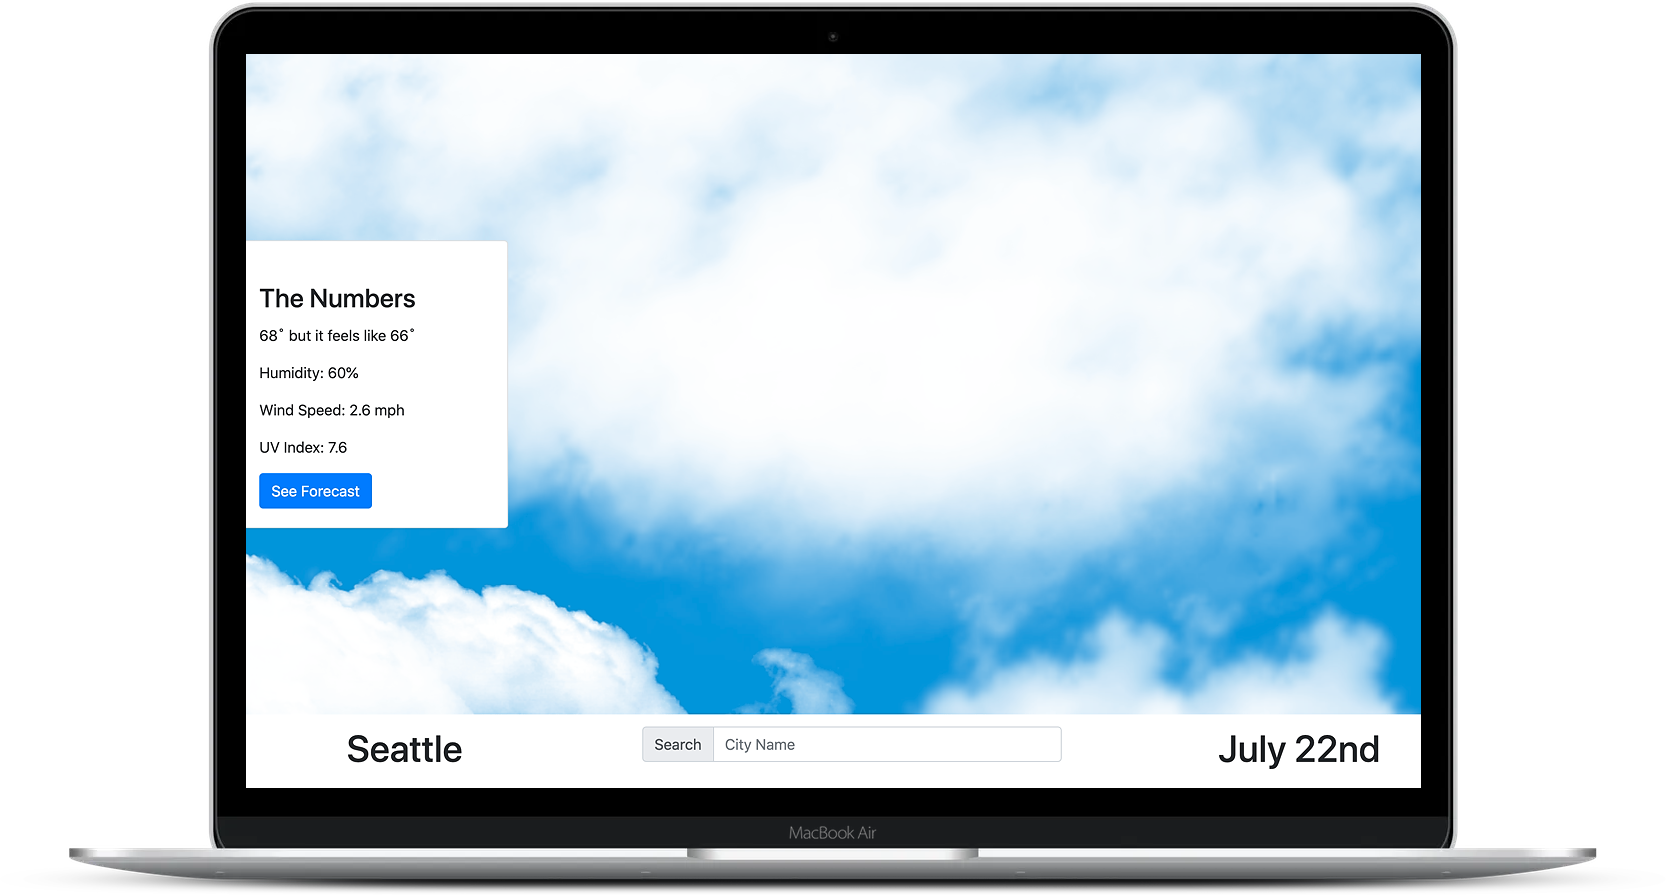 The Numbers
68° but it feels like 66°
Humidity: 60%
Wind Speed: 2.6 mph
UV Index: 7.6
See Forecast
Seattle
Search City Name
July 22nd
MacBook Air